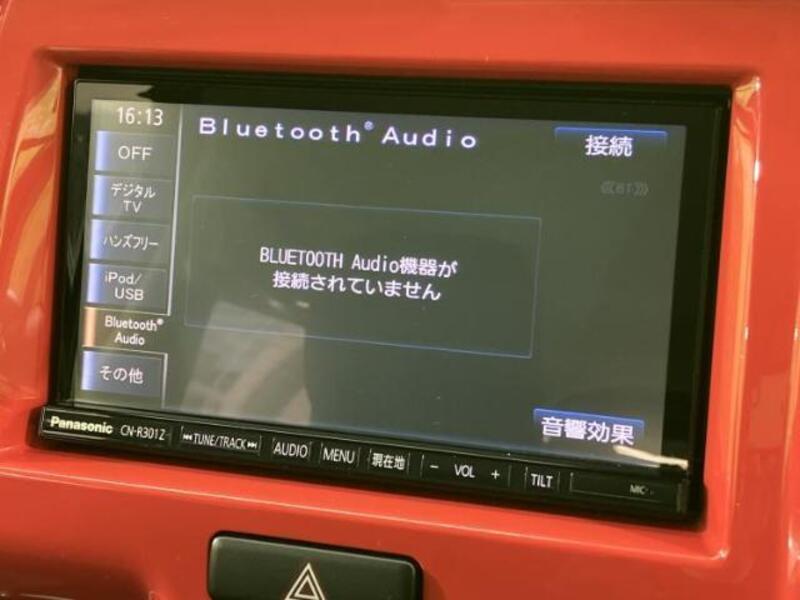 16:13
Bluetooth® Audio
接続
OFF
デジタル
TV
ハンズフリー
iPod/
USB
Bluetooth®
Audio
その他
BT
BLUETOOTH Audio機器が
接続されていません
音響効果
Panasonic CN-R301Z TUNE/TRACK AUDIO MENU 現在地 − VOL + TILT MIC